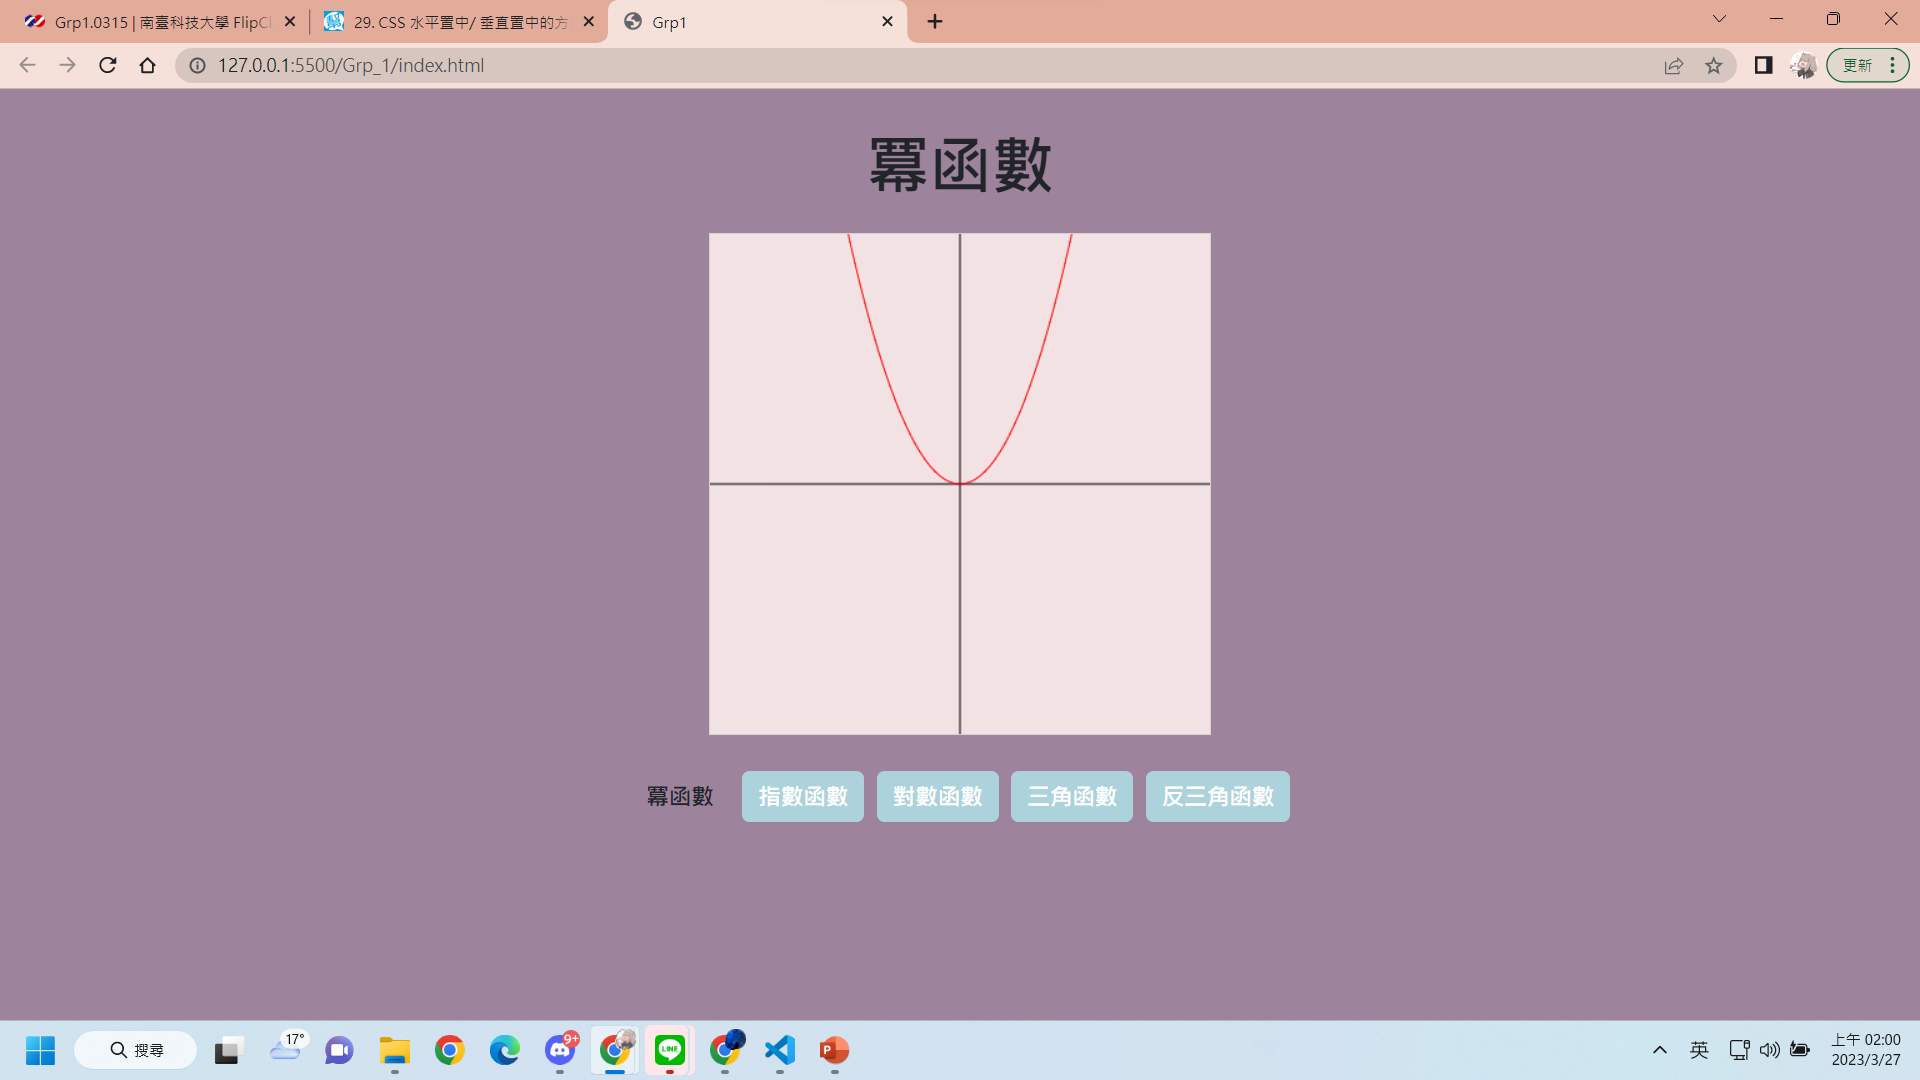 Grp1.0315 | 南臺科技大學 FlipCl
29. CSS 水平置中/ 垂直置中的方
Grp1
127.0.0.1:5500/Grp_1/index.html
更新
冪函數
冪函數 指數函數 對數函數 三角函數 反三角函數
搜尋
17°
9+
LINE
P
英
上午 02:00
2023/3/27